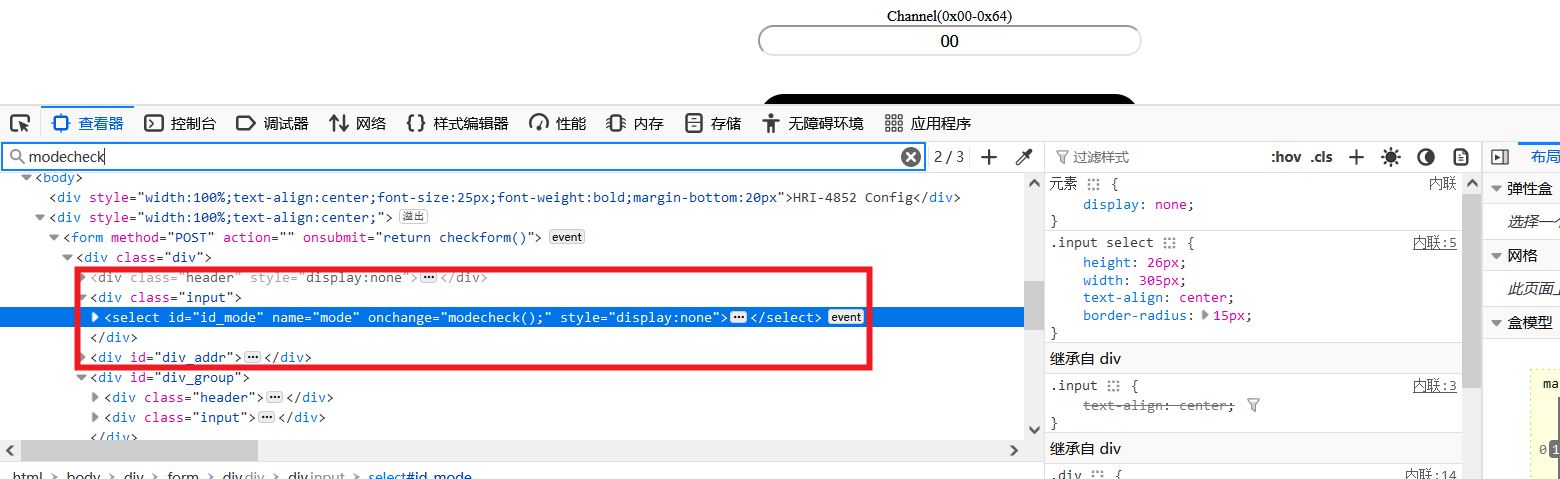 Channel(0x00-0x64)
00
查看器 控制台 调试器 网络 样式编辑器 性能 内存 存储 无障碍环境 应用程序
modecheck 2 / 3
过滤样式 :hov .cls 布局
<body>
<div style="width:100%;text-align:center;font-size:25px;font-weight:bold;margin-bottom:20px">HRI-4852 Config</div>
<div style="width:100%;text-align:center;"> 溢出
<form method="POST" action="" onsubmit="return checkform()"> event
<div class="div">
<div class="header" style="display:none"> ··· </div>
<div class="input">
<select id="id_mode" name="mode" onchange="modecheck();" style="display:none"> ··· </select> event
</div>
<div id="div_addr"> ··· </div>
<div id="div_group">
<div class="header"> ··· </div>
<div class="input"> ··· </div>
</div>
html > body > div > form > div.div > div.input > select#id_mode
元素 { 内联
display: none;
}
.input select { 内联:5
height: 26px;
width: 305px;
text-align: center;
border-radius: 15px;
}
继承自 div
.input { 内联:3
text-align: center;
}
继承自 div
.div { 内联:14
弹性盒
选择一个
网格
此页面上
盒模型
ma
0 1